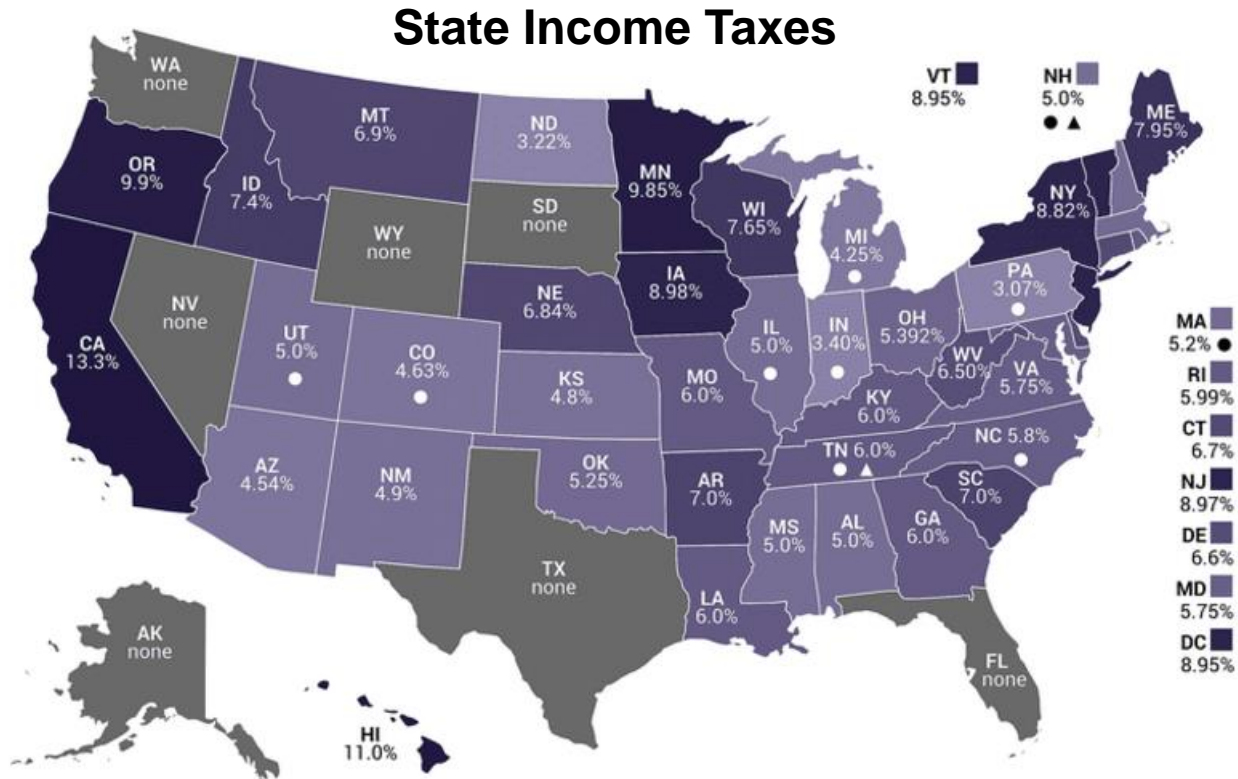 State Income Taxes
WA
none
MT
6.9%
ND
3.22%
VT
8.95%
NH
5.0%
ME
7.95%
OR
9.9%
ID
7.4%
MN
9.85%
SD
none
WI
7.65%
NY
8.82%
WY
none
MI
4.25%
IA
8.98%
NE
6.84%
PA
3.07%
NV
none
CA
13.3%
UT
5.0%
CO
4.63%
KS
4.8%
MO
6.0%
IL
5.0%
IN
3.40%
OH
5.392%
WV
6.50%
VA
5.75%
KY
6.0%
MA
5.2%
RI
5.99%
CT
6.7%
NJ
8.97%
DE
6.6%
MD
5.75%
DC
8.95%
NC 5.8%
TN 6.0%
AZ
4.54%
NM
4.9%
OK
5.25%
AR
7.0%
SC
7.0%
MS
5.0%
AL
5.0%
GA
6.0%
TX
none
LA
6.0%
AK
none
FL
none
HI
11.0%